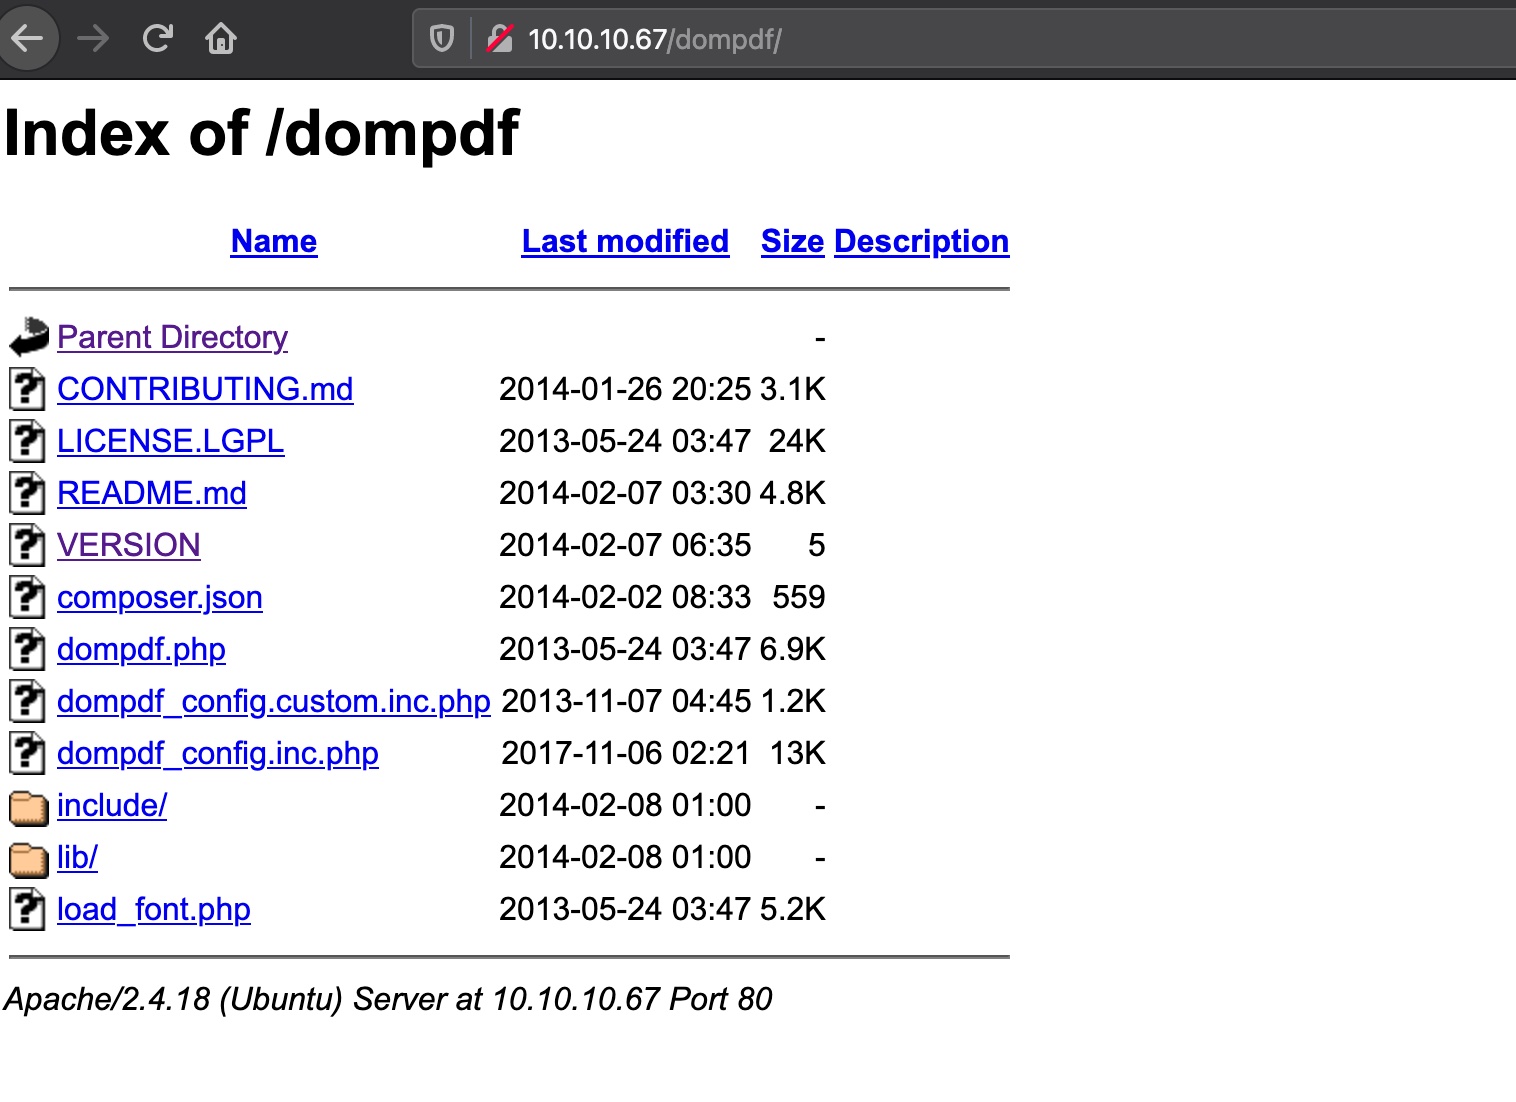 10.10.10.67/dompdf/
Index of /dompdf
Name Last modified Size Description
Parent Directory -
CONTRIBUTING.md 2014-01-26 20:25 3.1K
LICENSE.LGPL 2013-05-24 03:47 24K
README.md 2014-02-07 03:30 4.8K
VERSION 2014-02-07 06:35 5
composer.json 2014-02-02 08:33 559
dompdf.php 2013-05-24 03:47 6.9K
dompdf_config.custom.inc.php 2013-11-07 04:45 1.2K
dompdf_config.inc.php 2017-11-06 02:21 13K
include/ 2014-02-08 01:00 -
lib/ 2014-02-08 01:00 -
load_font.php 2013-05-24 03:47 5.2K
Apache/2.4.18 (Ubuntu) Server at 10.10.10.67 Port 80